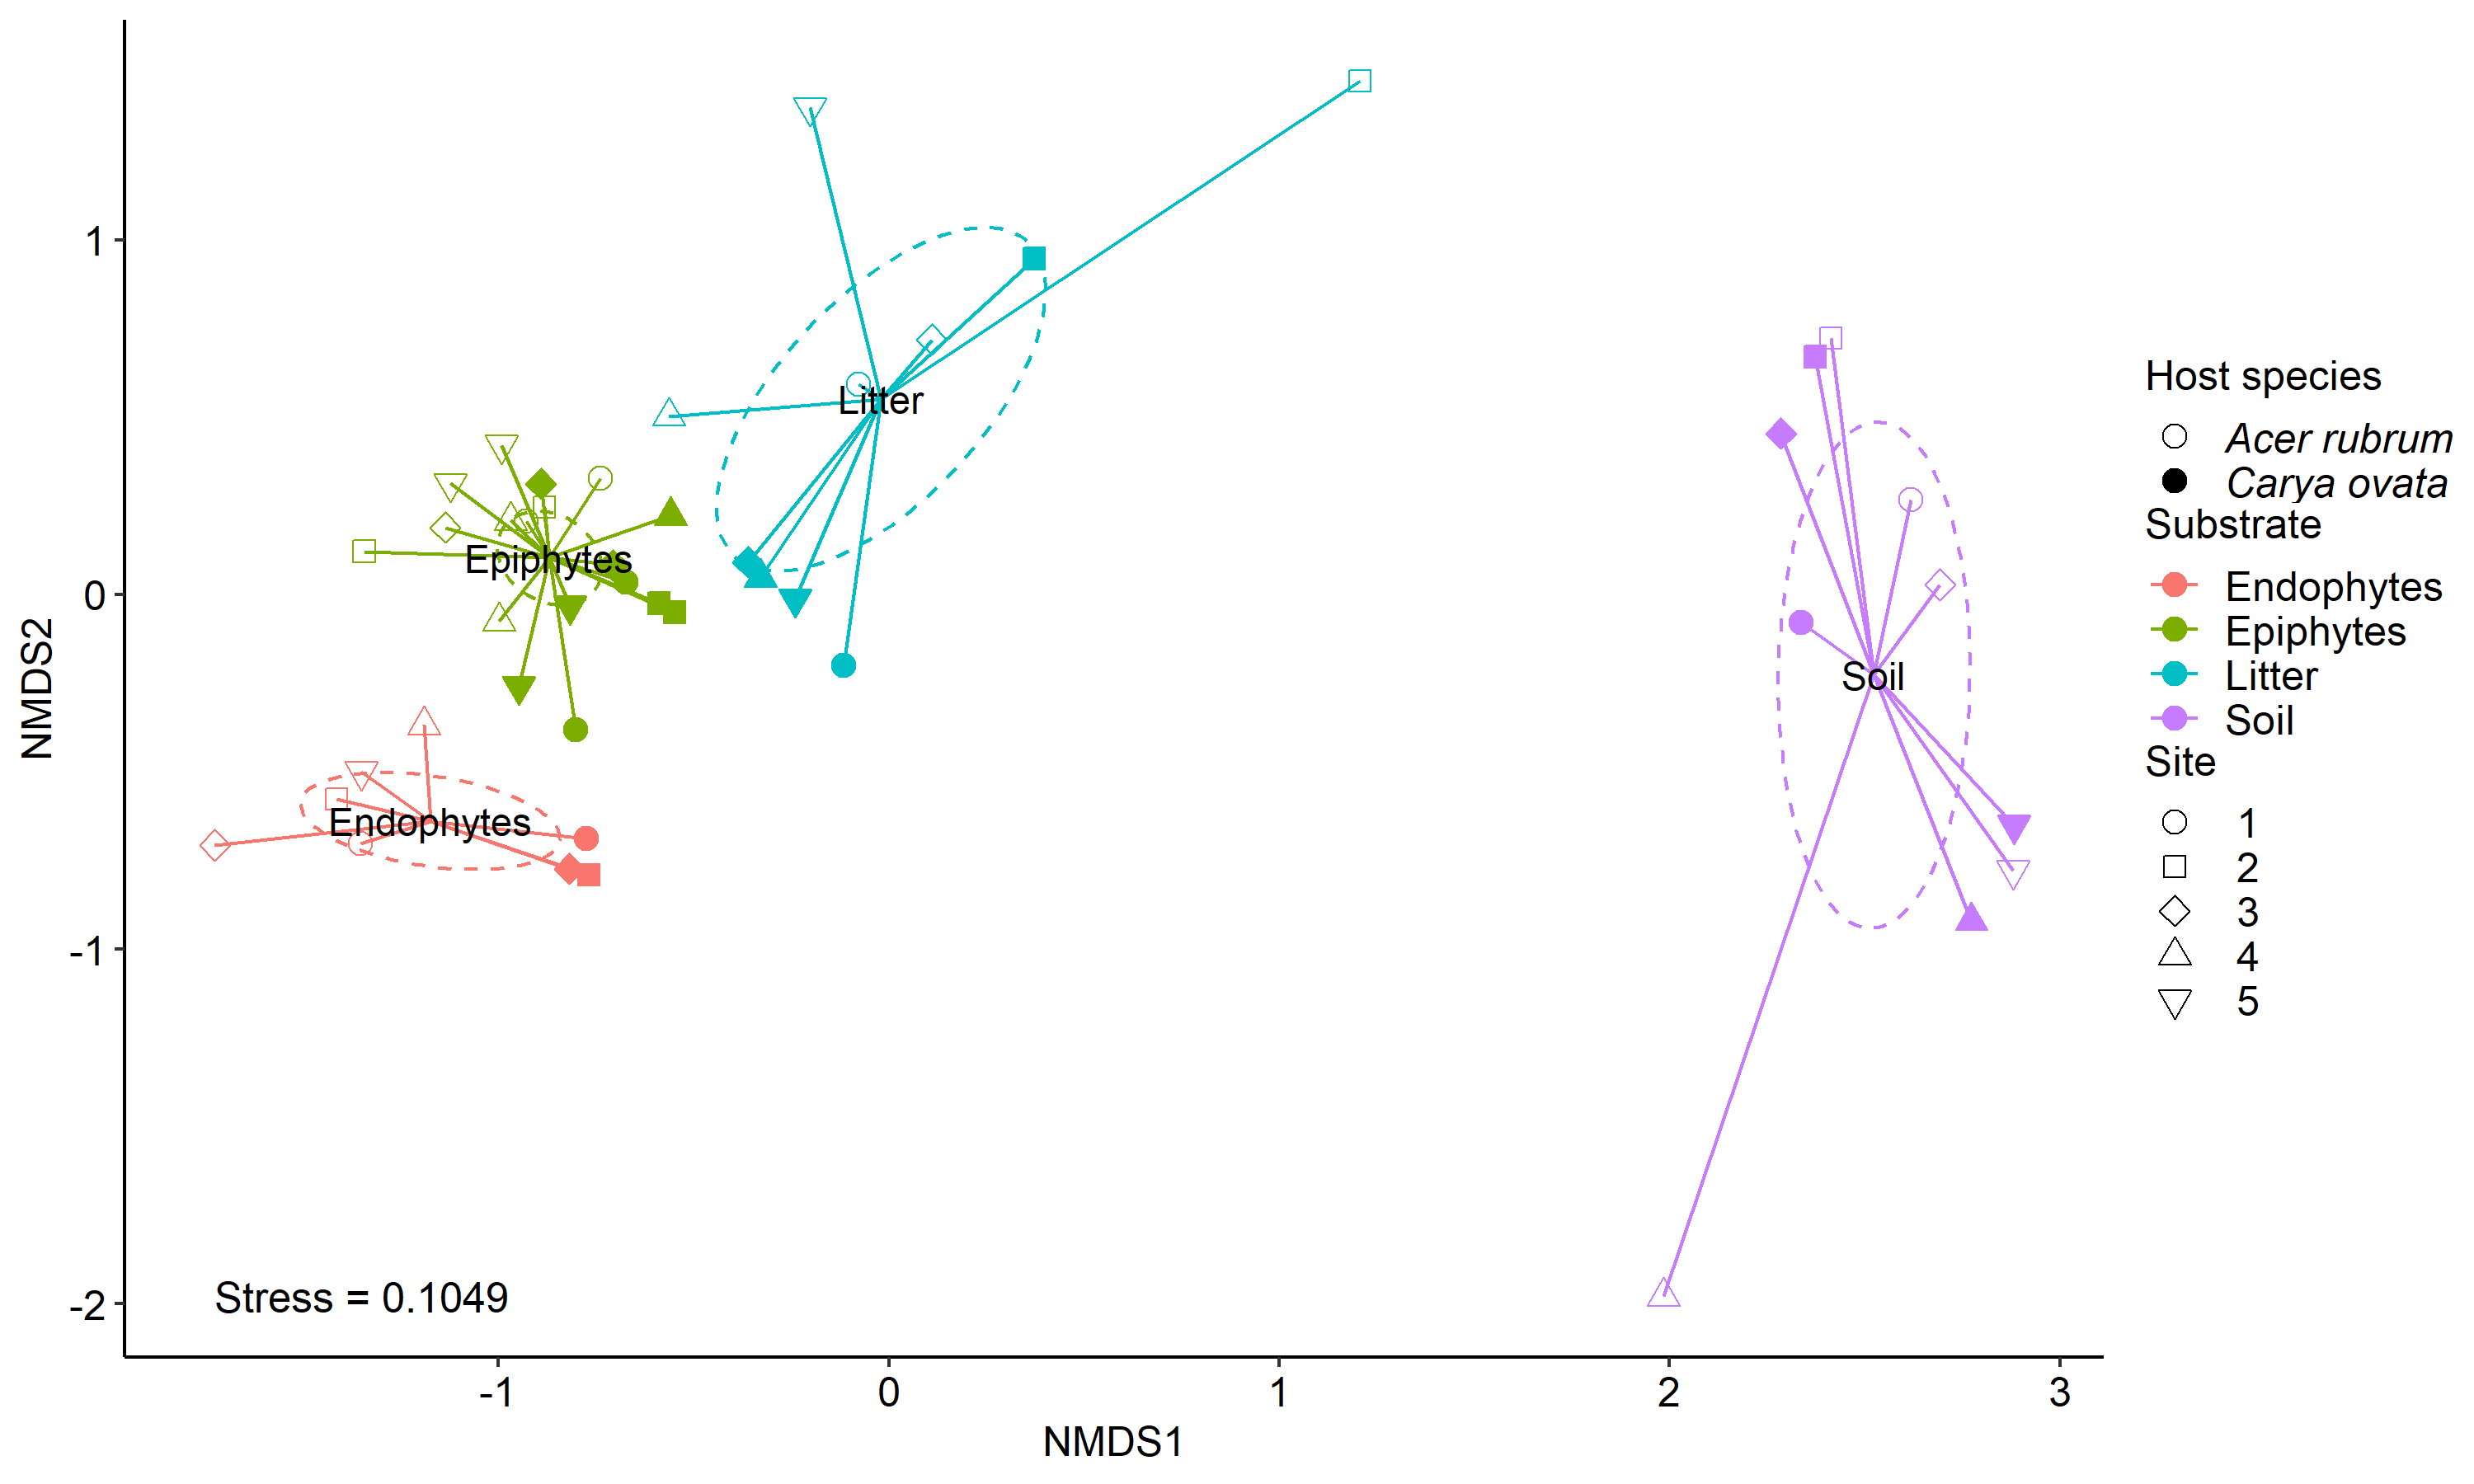 1
0
-1
-2
NMDS2
-1
0
1
2
3
NMDS1
Litter
Epiphytes
Endophytes
Soil
Stress = 0.1049
Host species
Acer rubrum
Carya ovata
Substrate
Endophytes
Epiphytes
Litter
Soil
Site
1
2
3
4
5